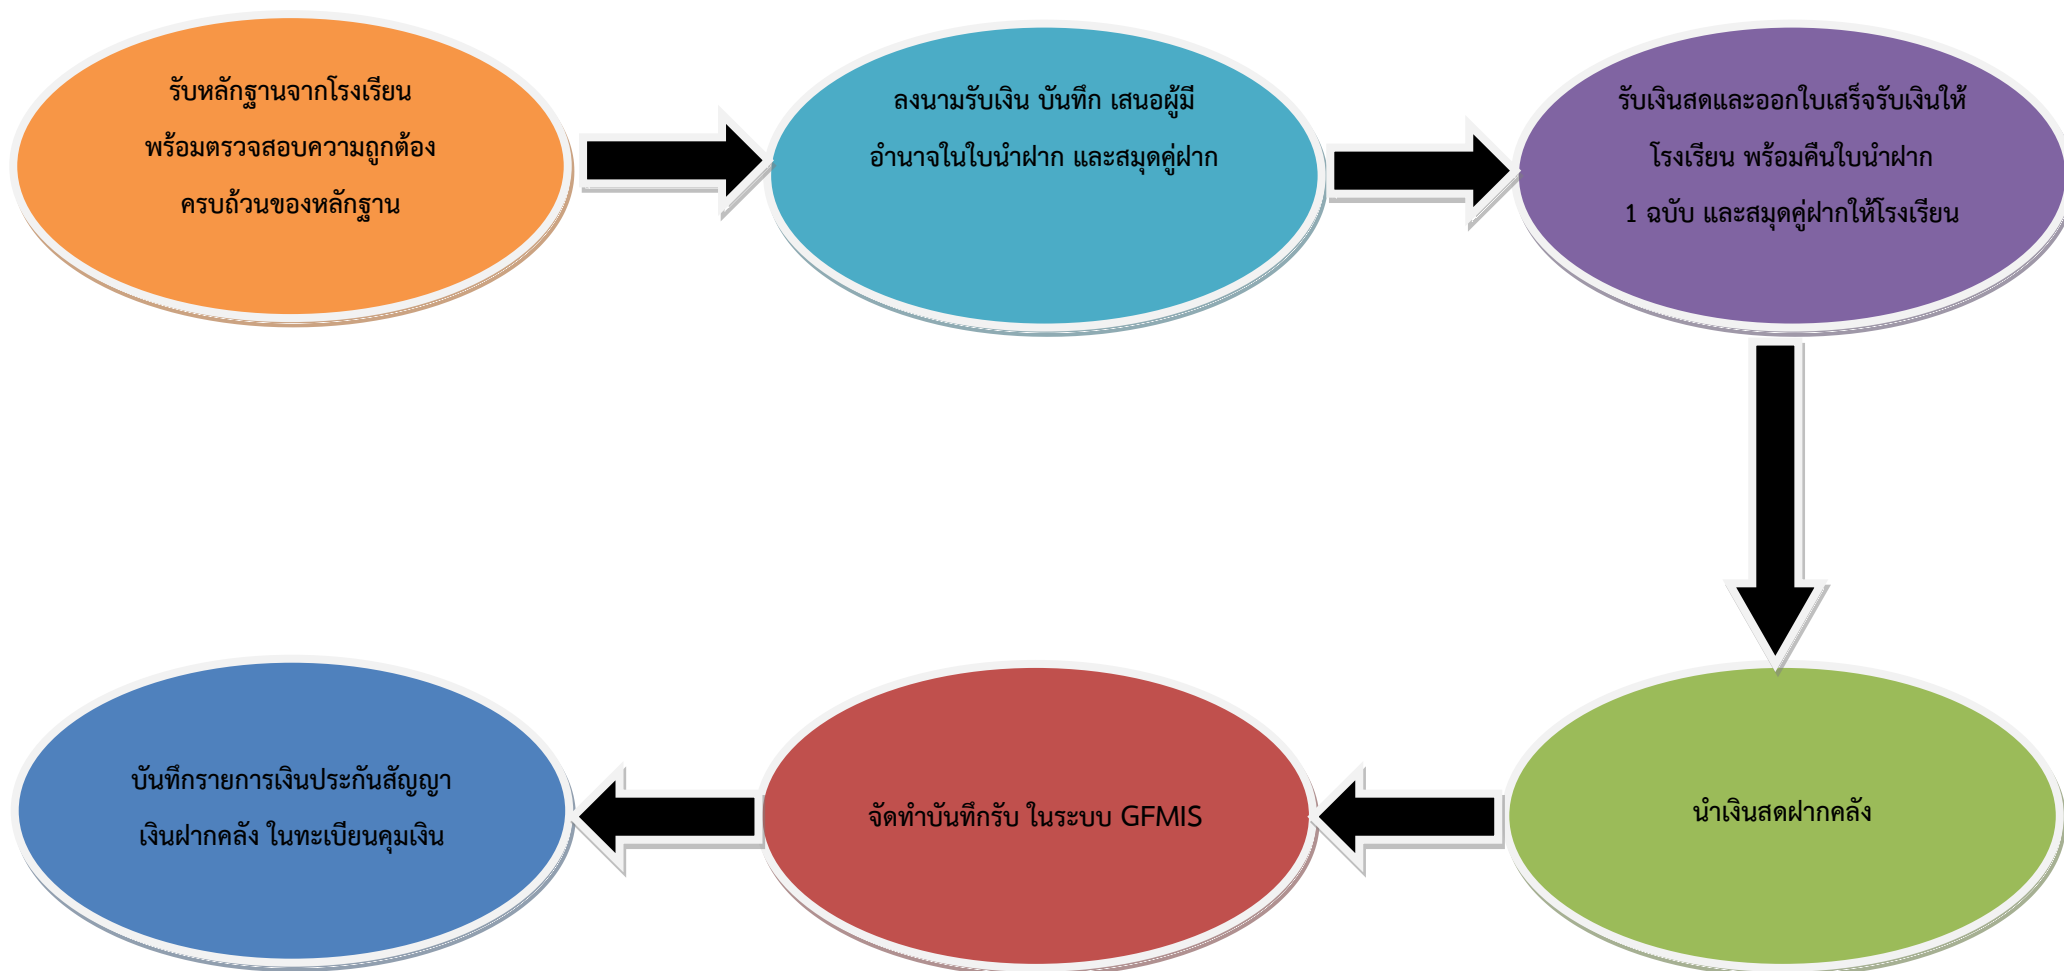 รับหลักฐานจากโรงเรียน
พร้อมตรวจสอบความถูกต้อง
ครบถ้วนของหลักฐาน
ลงนามรับเงิน บันทึก เสนอผู้มี
อำนาจในใบนำฝาก และสมุดคู่ฝาก
รับเงินสดและออกใบเสร็จรับเงินให้
โรงเรียน พร้อมคืนใบนำฝาก
1 ฉบับ และสมุดคู่ฝากให้โรงเรียน
นำเงินสดฝากคลัง
จัดทำบันทึกรับ ในระบบ GFMIS
บันทึกรายการเงินประกันสัญญา
เงินฝากคลัง ในทะเบียนคุมเงิน